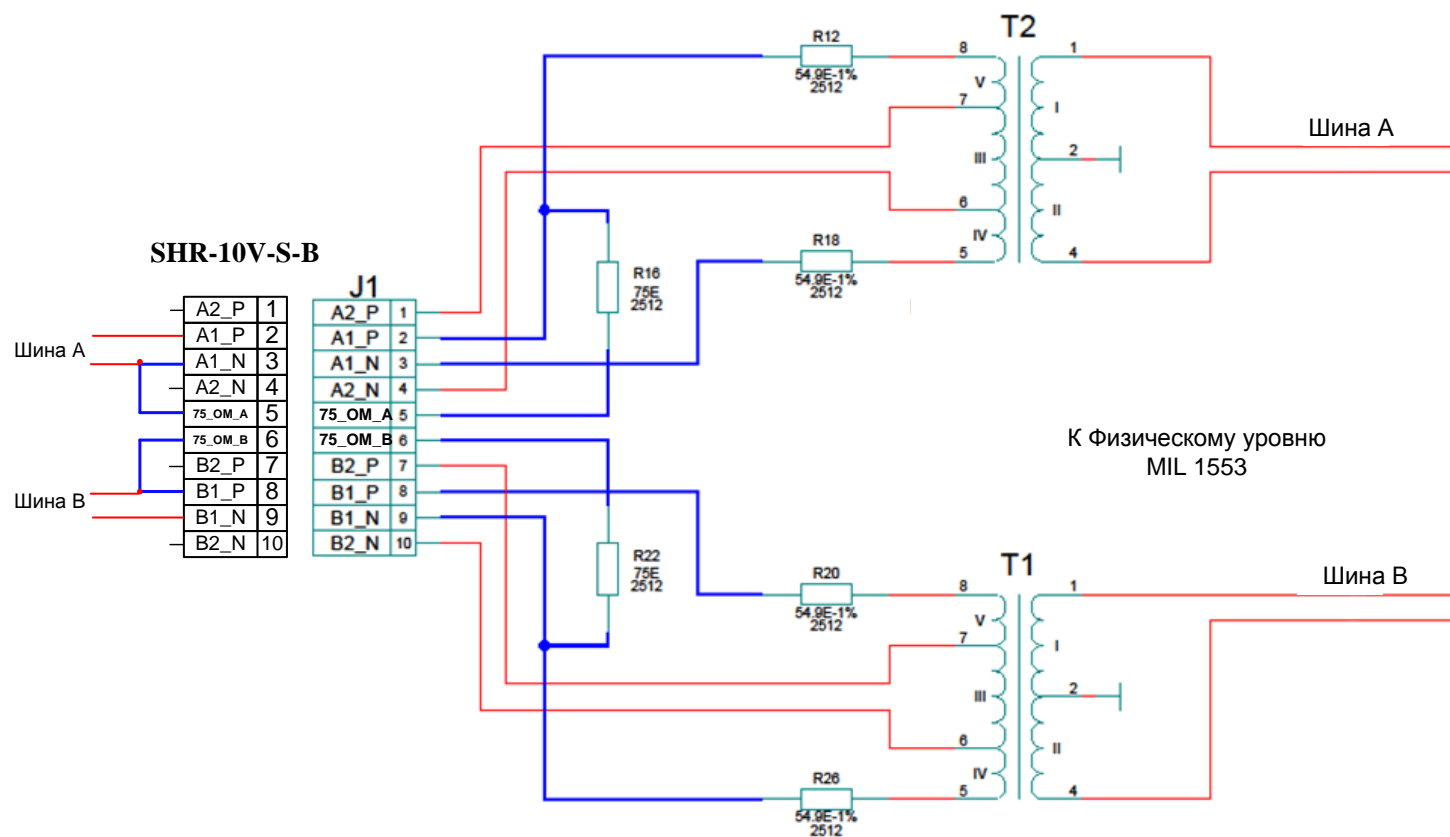 T2
R12
54.9E-1%
2512
8
V
7
III
6
IV
5
1
I
2
II
4
Шина A
R18
54.9E-1%
2512
R16
75E
2512
SHR-10V-S-B
J1
A2_P 1
A1_P 2
A1_N 3
A2_N 4
75_OM_A 5
75_OM_B 6
B2_P 7
B1_P 8
B1_N 9
B2_N 10
Шина A
Шина B
A2_P 1
A1_P 2
A1_N 3
A2_N 4
75_OM_A 5
75_OM_B 6
B2_P 7
B1_P 8
B1_N 9
B2_N 10
К Физическому уровню
MIL 1553
R22
75E
2512
R20
54.9E-1%
2512
T1
8
V
7
III
6
IV
5
1
I
2
II
4
Шина B
R26
54.9E-1%
2512